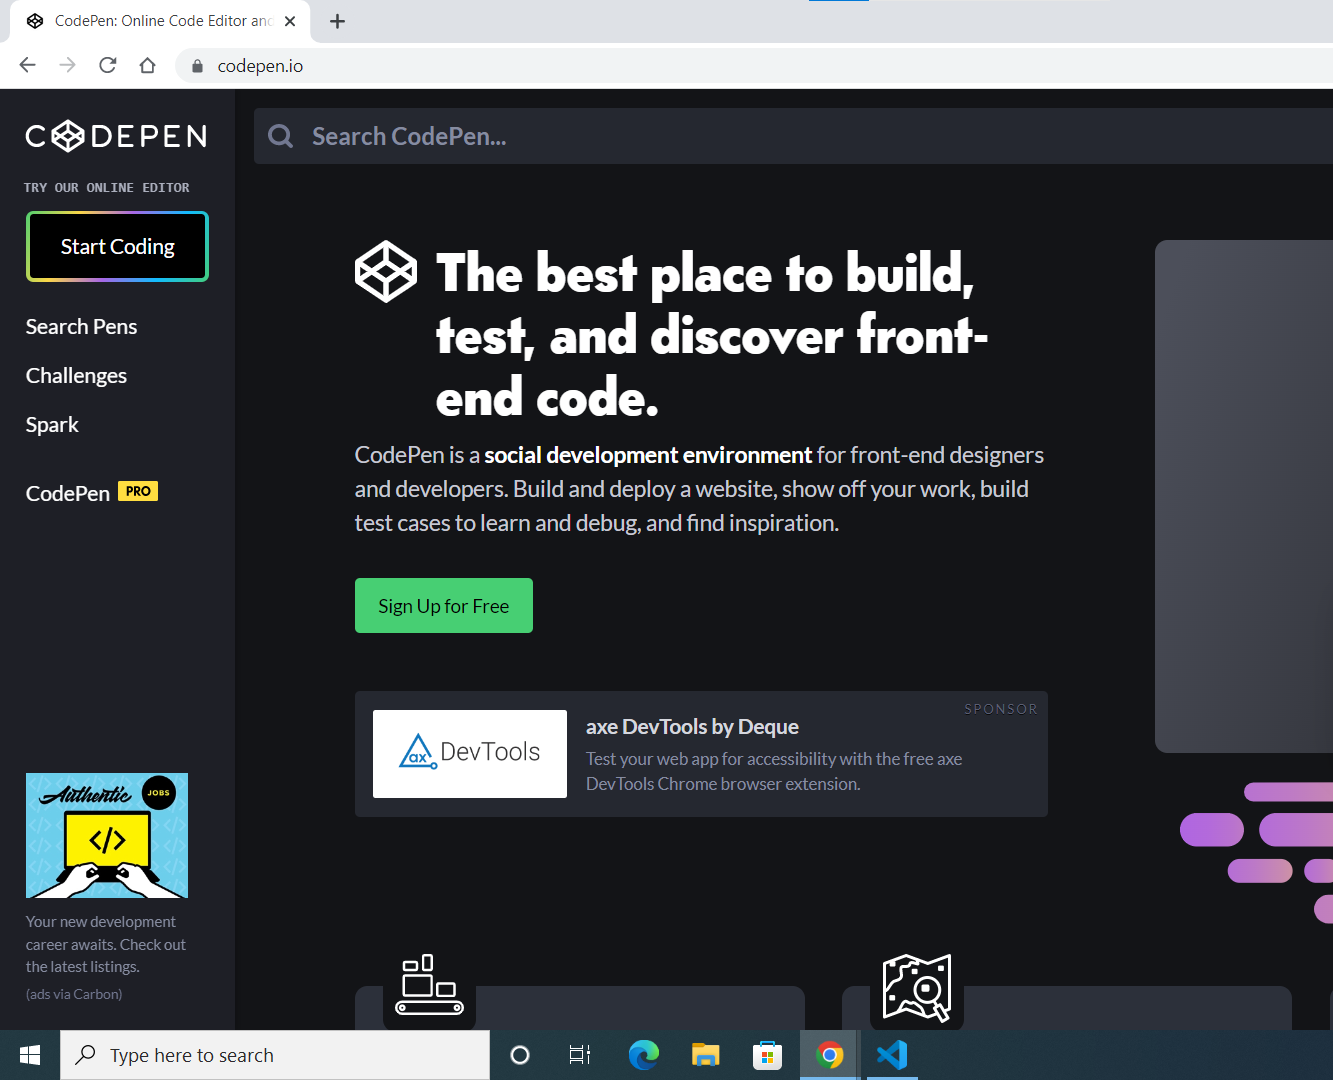 CodePen: Online Code Editor and
codepen.io
CODEPEN
Search CodePen...
TRY OUR ONLINE EDITOR
Start Coding
Search Pens
Challenges
Spark
CodePen PRO
The best place to build,
test, and discover front-
end code.
CodePen is a social development environment for front-end designers
and developers. Build and deploy a website, show off your work, build
test cases to learn and debug, and find inspiration.
Sign Up for Free
SPONSOR
ax DevTools
axe DevTools by Deque
Test your web app for accessibility with the free axe
DevTools Chrome browser extension.
Authentic JOBS
</>
Your new development
career awaits. Check out
the latest listings.
(ads via Carbon)
Type here to search